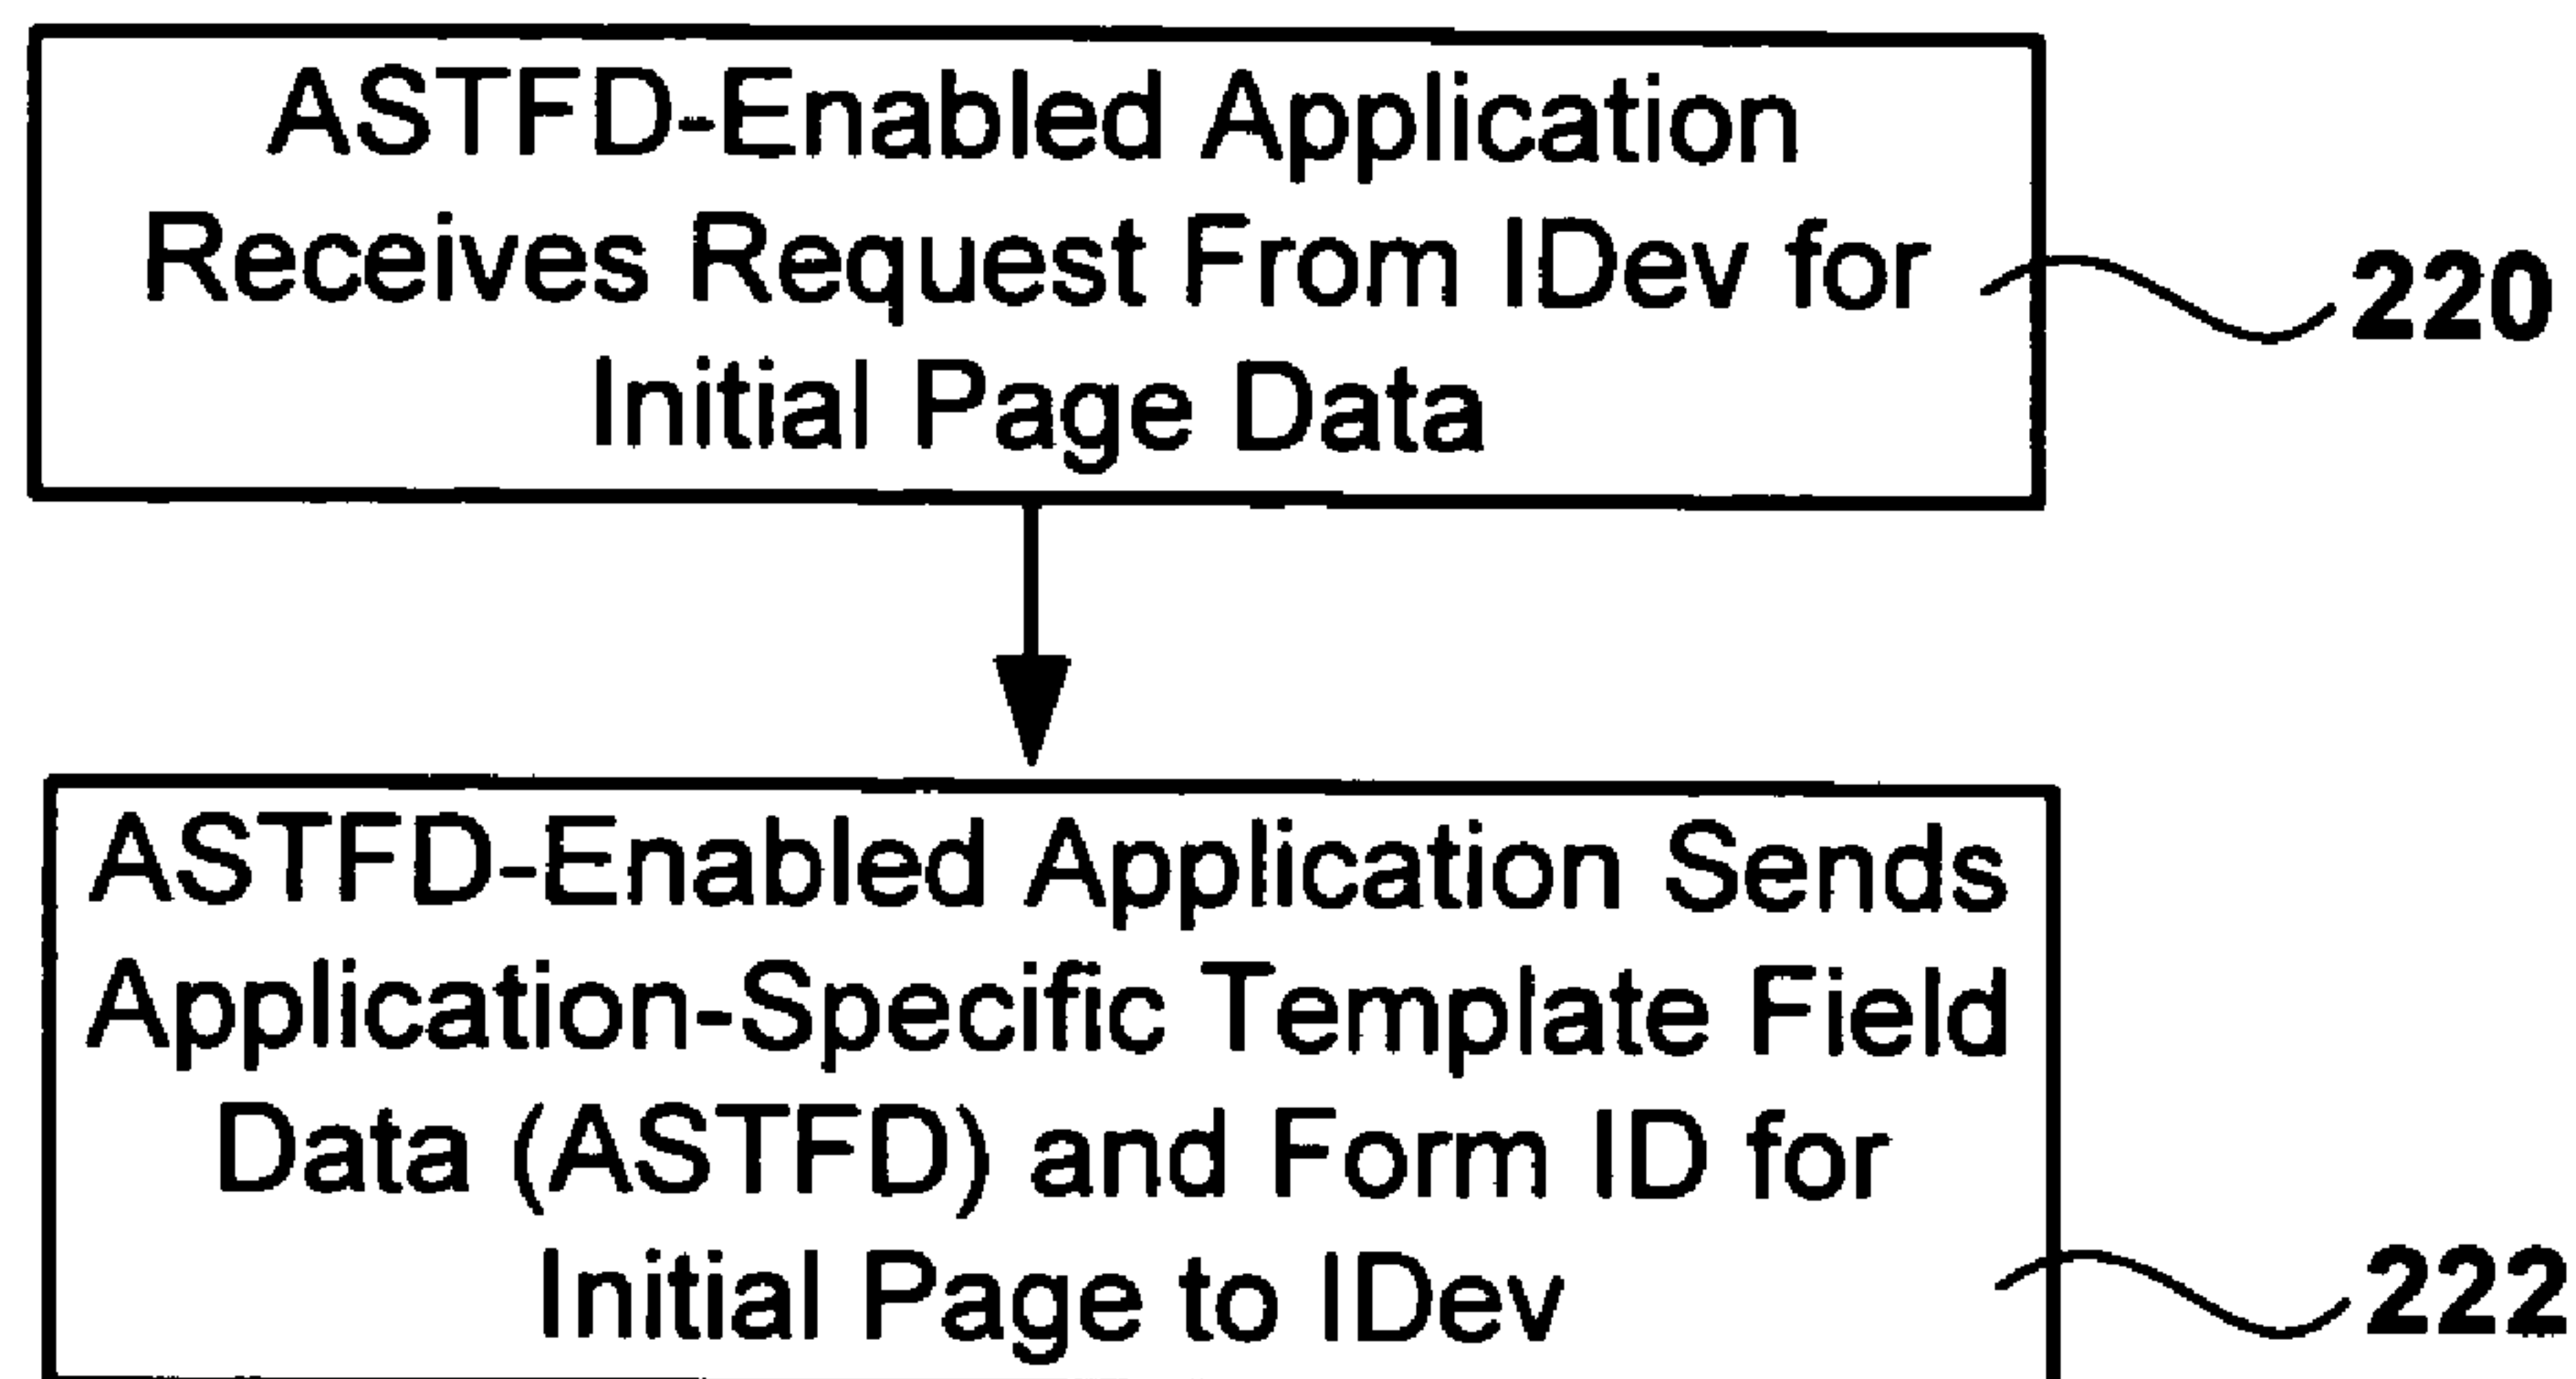 ASTFD-Enabled Application
Receives Request From IDev for
Initial Page Data
220
ASTFD-Enabled Application Sends
Application-Specific Template Field
Data (ASTFD) and Form ID for
Initial Page to IDev
222